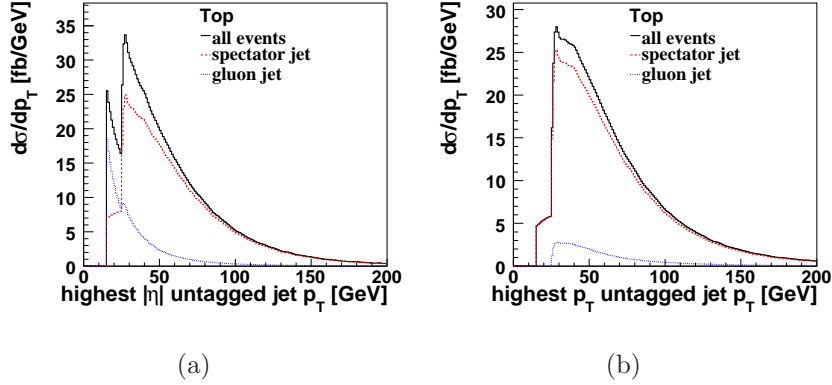 Top
all events
spectator jet
gluon jet
dσ/dp_T [fb/GeV]
35
30
25
20
15
10
5
0
0 50 100 150 200
highest |η| untagged jet p_T [GeV]
(a)
Top
all events
spectator jet
gluon jet
dσ/dp_T [fb/GeV]
30
25
20
15
10
5
0
0 50 100 150 200
highest p_T untagged jet p_T [GeV]
(b)